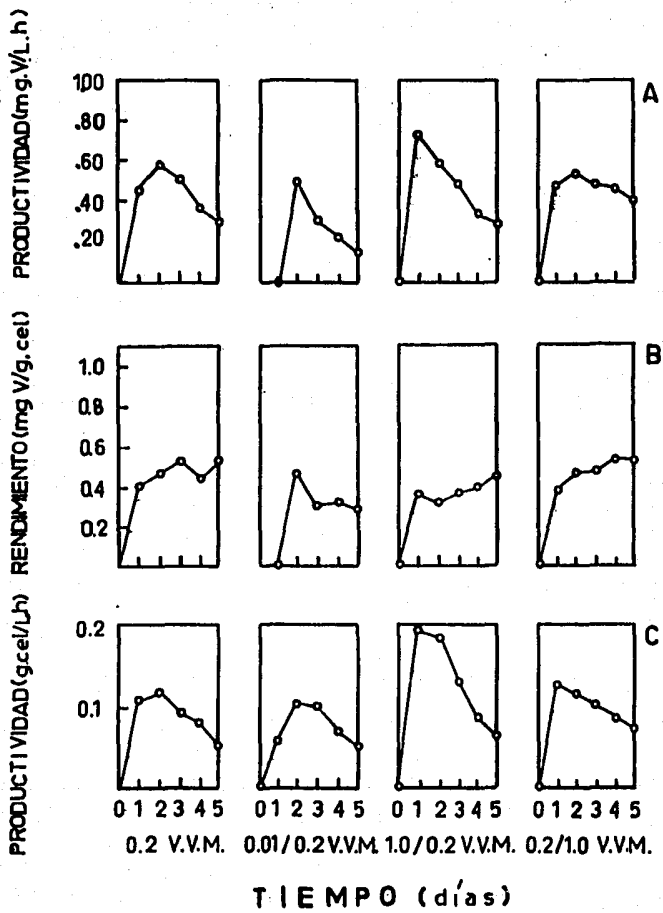 PRODUCTIVIDAD(mg.V/L.h)
1.00
.80
.60
.40
.20
A
RENDIMIENTO(mg V/g.cel)
1.0
0.8
0.6
0.4
0.2
B
PRODUCTIVIDAD(g.cel/Lh)
0.2
0.1
C
0 1 2 3 4 5 0 1 2 3 4 5 0 1 2 3 4 5 0 1 2 3 4 5
0.2 V.V.M. 0.01/0.2 V.V.M. 1.0/0.2 V.V.M. 0.2/1.0 V.V.M.
TIEMPO (días)